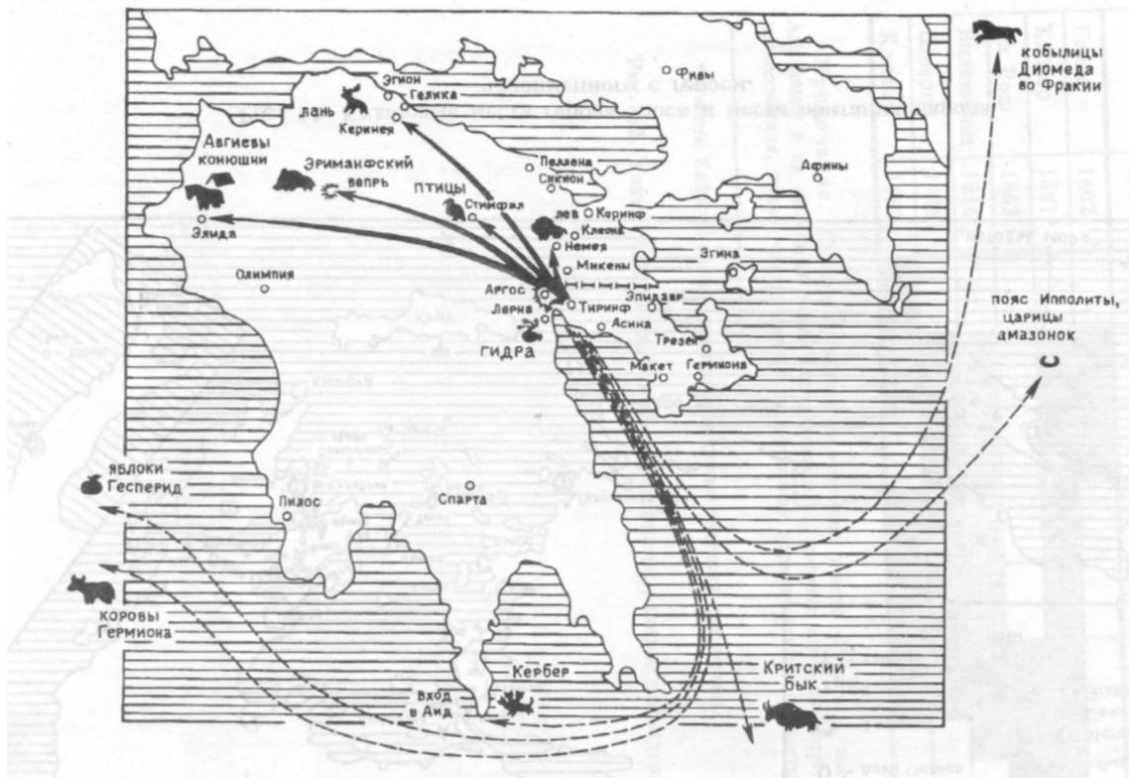 кобылицы
Диомеда
во Фракии
Фивы
Эгион
Гелика
лань
Керинея
Авгиевы
конюшни
Эриманфский
вепрь
Пеллена
Сикион
Афины
птицы
Стимфал
лев
Коринф
Клеона
Немея
Элида
Эгина
Микены
Олимпия
Аргос
Тиринф
Эпидавр
пояс Ипполиты,
царицы
амазонок
Лерна
Асина
гидра
Трезен
Макет
Гермиона
яблоки
Гесперид
Пилос
Спарта
коровы
Гермиона
Кербер
вход
в Аид
Критский
бык